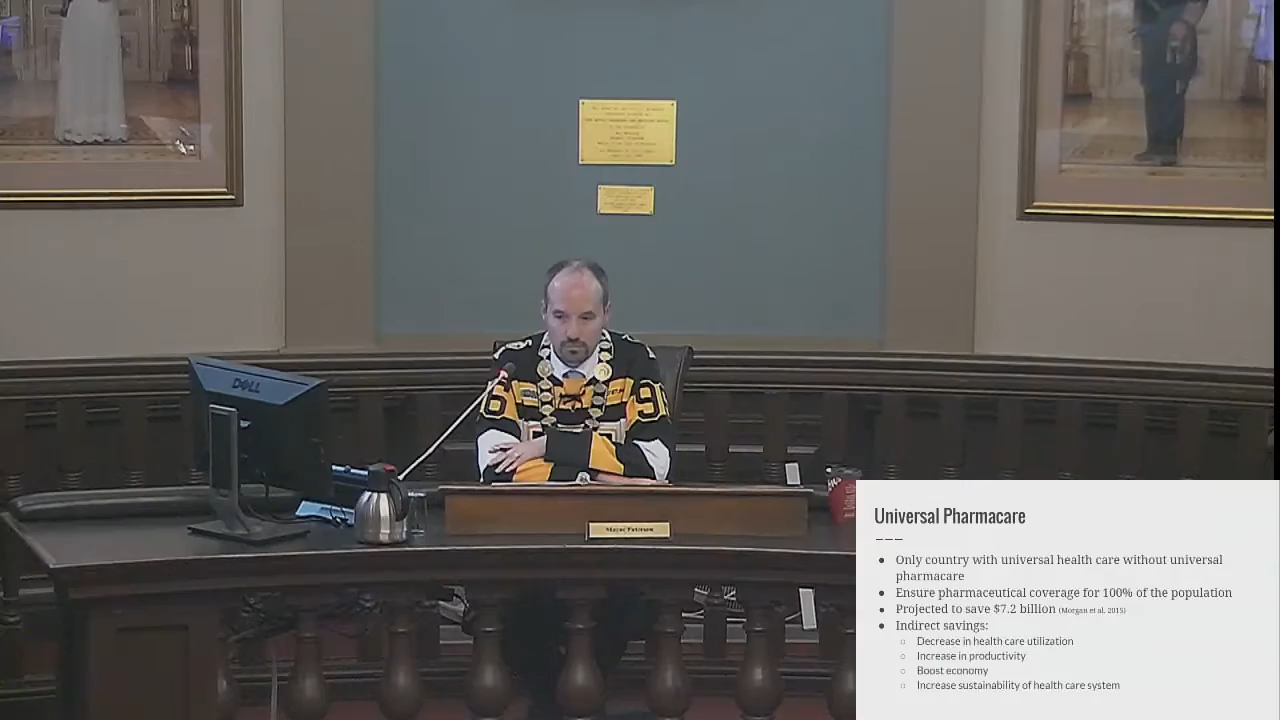 DELL
6
9
Mayor Paterson
Universal Pharmacare
● Only country with universal health care without universal
pharmacare
● Ensure pharmaceutical coverage for 100% of the population
● Projected to save $7.2 billion (Morgan et al. 2015)
● Indirect savings:
○ Decrease in health care utilization
○ Increase in productivity
○ Boost economy
○ Increase sustainability of health care system